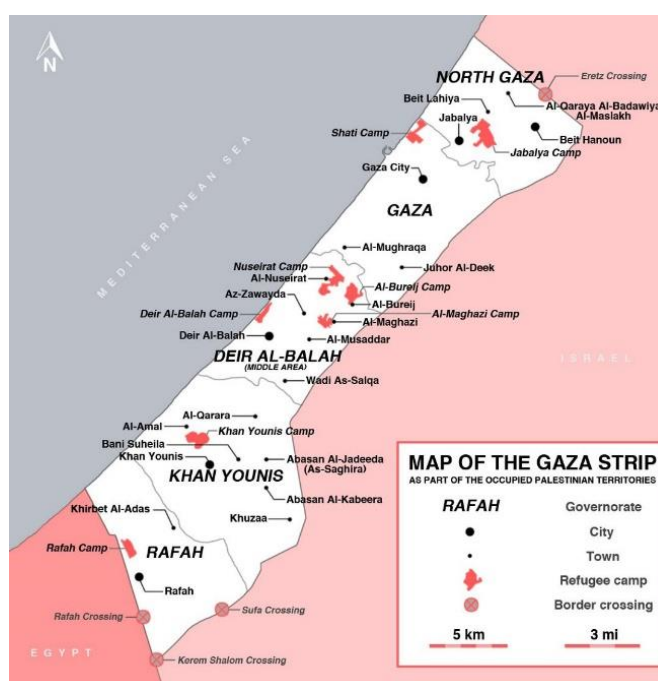 N
NORTH GAZA
Eretz Crossing
Beit Lahiya
Al-Qaraya Al-Badawiya
Al-Maslakh
Shati Camp
Jabalya
Beit Hanoun
Jabalya Camp
Gaza City
MEDITERRANEAN SEA
GAZA
Al-Mughraqa
Nuseirat Camp
Juhor Al-Deek
Al-Nuseirat
Az-Zawayda
Al-Bureij Camp
Al-Bureij
Deir Al-Balah Camp
Al-Maghazi Camp
Al-Maghazi
Deir Al-Balah
Al-Musaddar
DEIR AL-BALAH
(MIDDLE AREA)
ISRAEL
Wadi As-Salqa
Al-Qarara
Al-Amal
Khan Younis Camp
Bani Suheila
Khan Younis
Abasan Al-Jadeeda
(As-Saghira)
KHAN YOUNIS
Abasan Al-Kabeera
Khirbet Al-Adas
Khuzaa
Rafah Camp
RAFAH
Rafah
Rafah Crossing
Sufa Crossing
EGYPT
Kerem Shalom Crossing
MAP OF THE GAZA STRIP
AS PART OF THE OCCUPIED PALESTINIAN TERRITORIES
RAFAH Governorate
City
Town
Refugee camp
Border crossing
5 km 3 mi